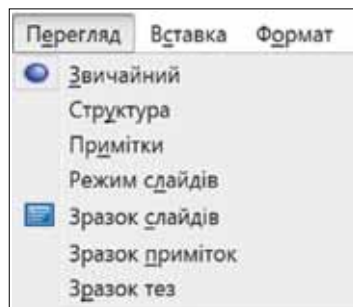 Перегляд Вставка Формат
Звичайний
Структура
Примітки
Режим слайдів
Зразок слайдів
Зразок приміток
Зразок тез